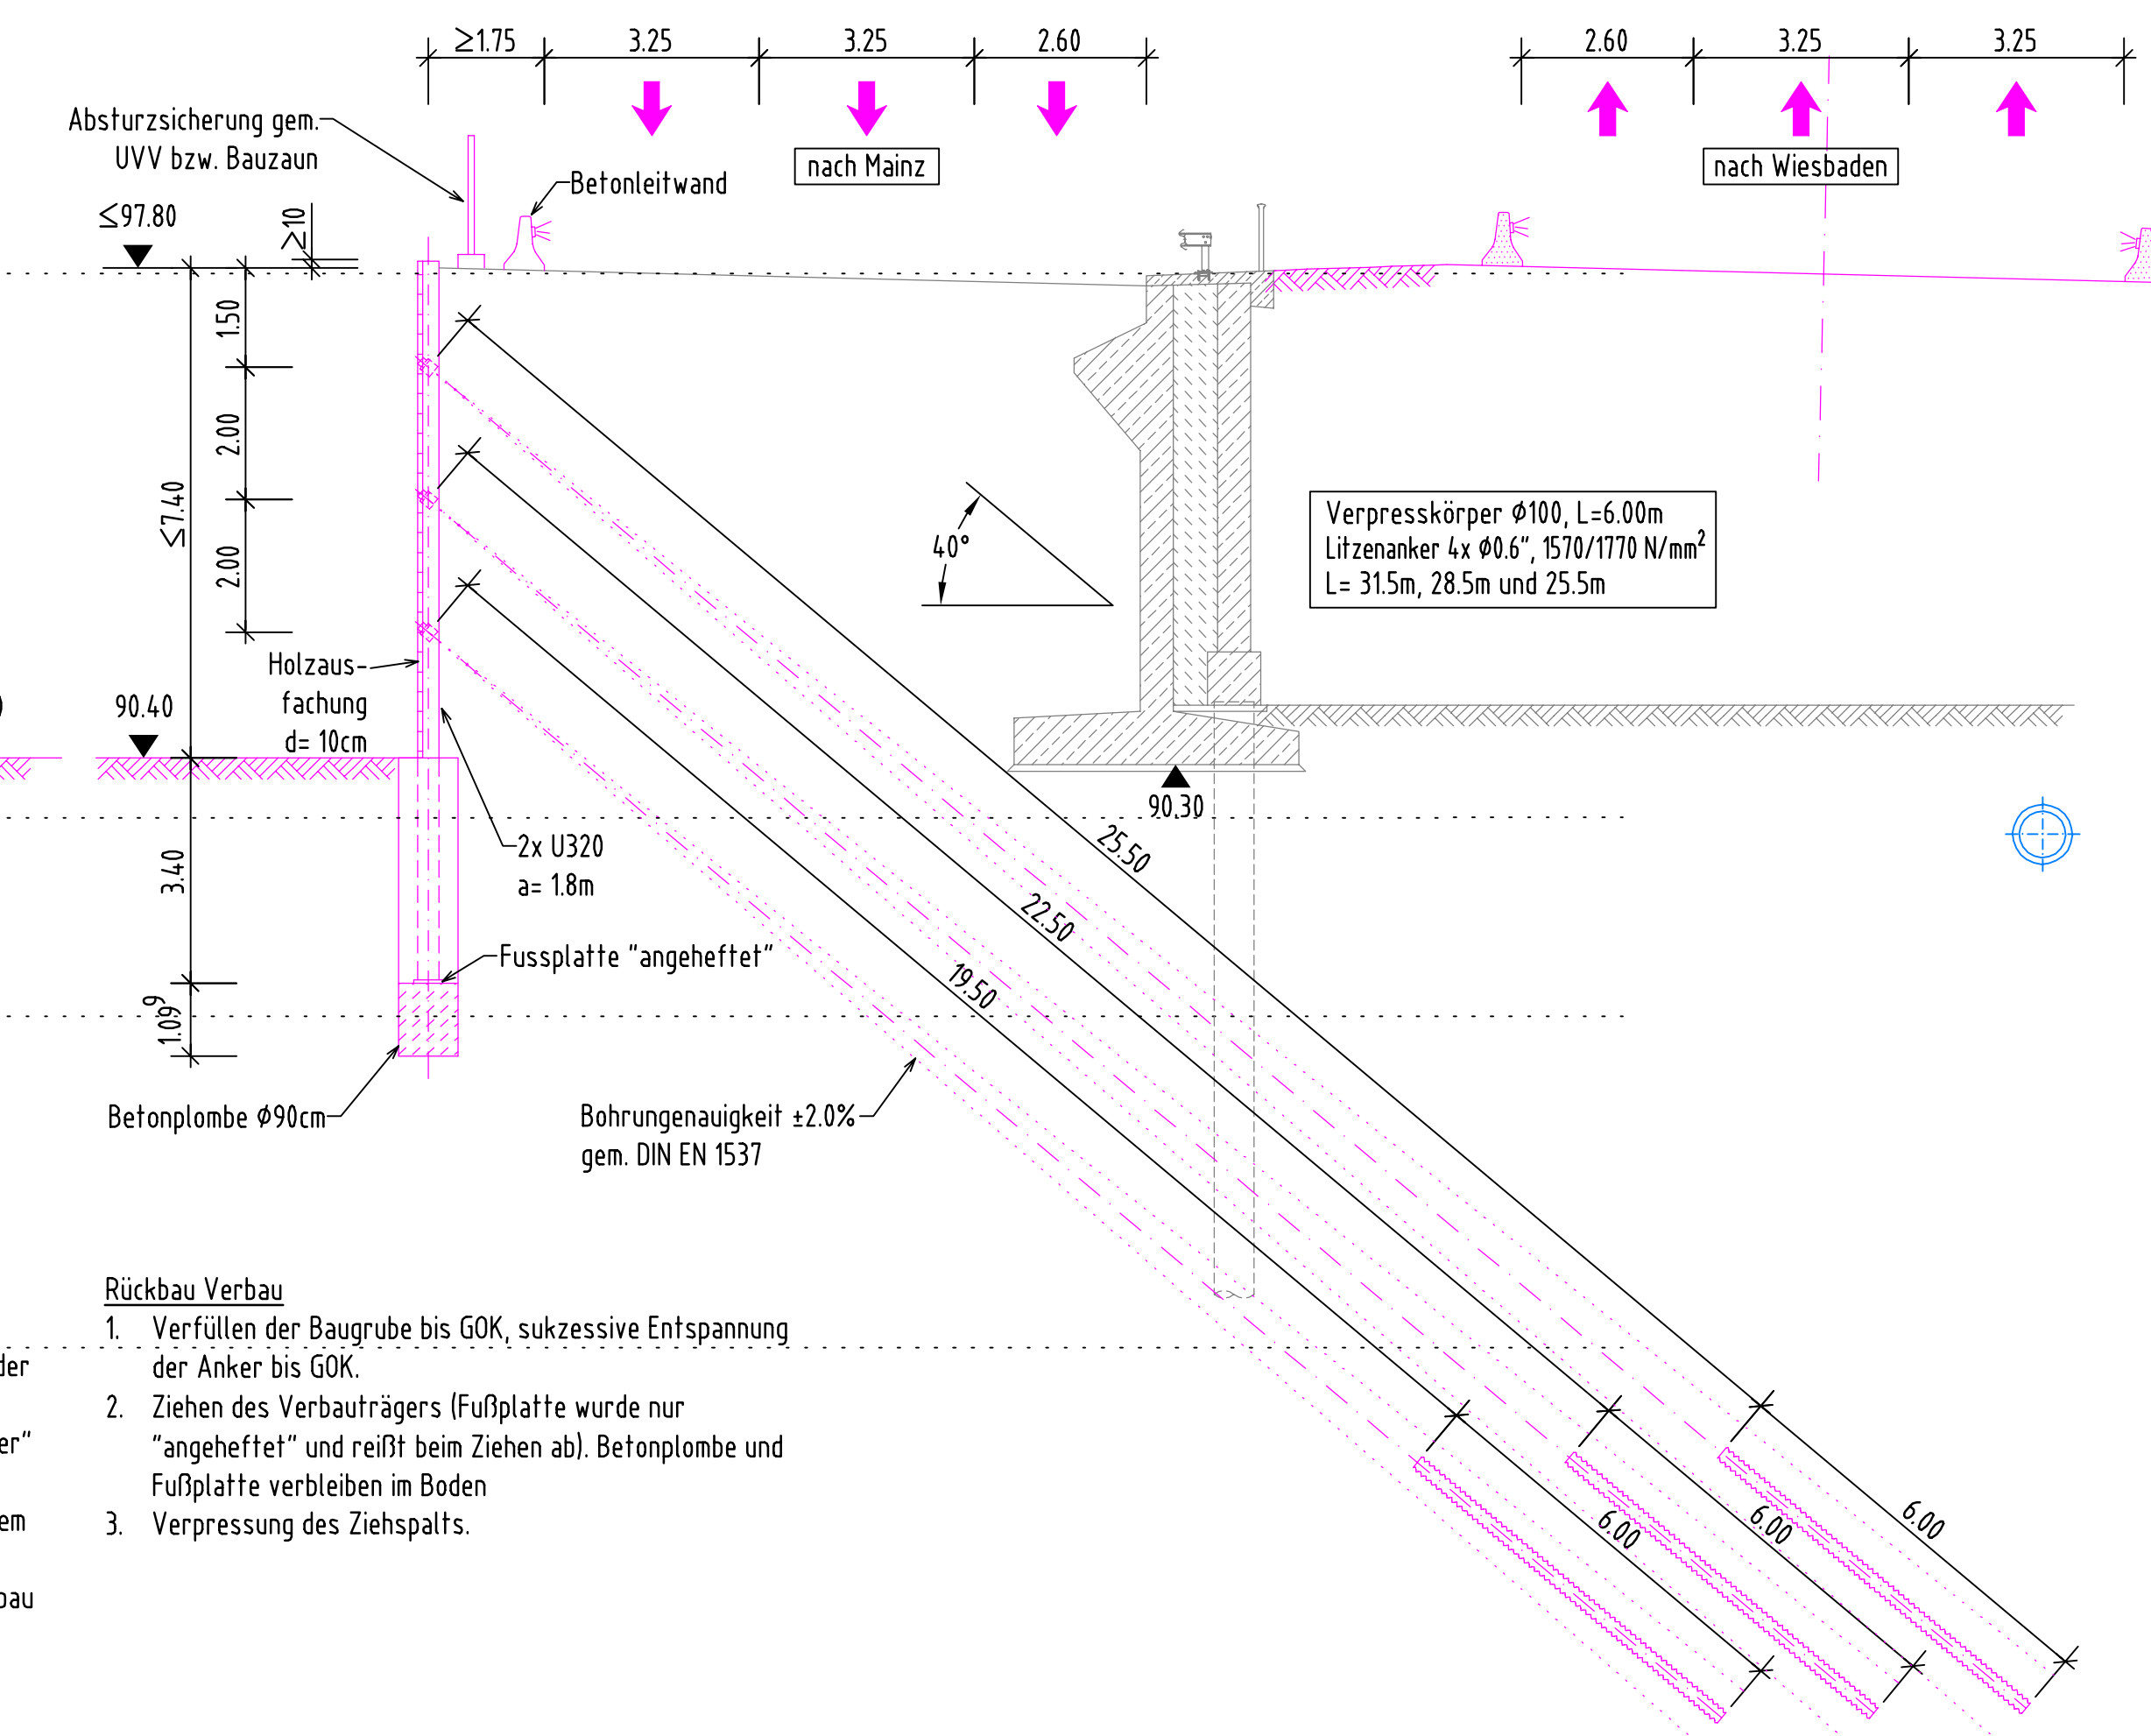 ≥1.75 3.25 3.25 2.60 2.60 3.25 3.25
Absturzsicherung gem.
UVV bzw. Bauzaun
nach Mainz
nach Wiesbaden
Betonleitwand
≤97.80
≥10
1.50
2.00
≤7.40
2.00
40°
Verpresskörper Ø100, L=6.00m
Litzenanker 4x Ø0.6", 1570/1770 N/mm²
L= 31.5m, 28.5m und 25.5m
Holzaus-
fachung
d= 10cm
90.40
90.30
2x U320
a= 1.8m
3.40
25.50
22.50
19.50
Fussplatte "angeheftet"
1.09⁹
Betonplombe Ø90cm
Bohrungenauigkeit ±2.0%
gem. DIN EN 1537
Rückbau Verbau
1. Verfüllen der Baugrube bis GOK, sukzessive Entspannung
der Anker bis GOK.
2. Ziehen des Verbauträgers (Fußplatte wurde nur
"angeheftet" und reißt beim Ziehen ab). Betonplombe und
Fußplatte verbleiben im Boden
3. Verpressung des Ziehspalts.
der
er"
em
bau
6.00
6.00
6.00